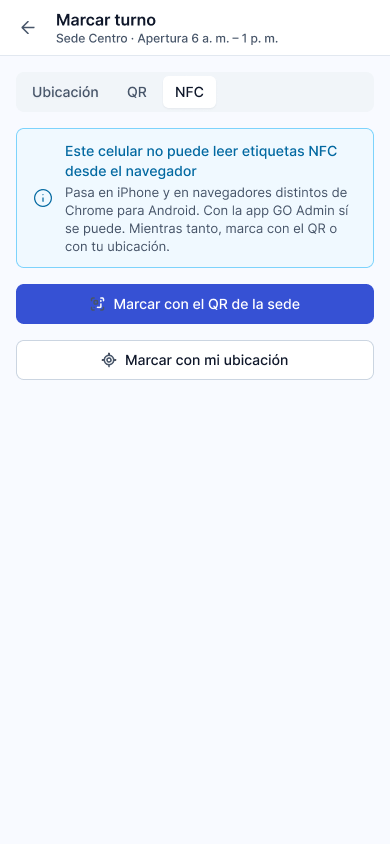 Marcar turno
Sede Centro · Apertura 6 a. m. – 1 p. m.
Ubicación QR NFC
Este celular no puede leer etiquetas NFC
desde el navegador
Pasa en iPhone y en navegadores distintos de
Chrome para Android. Con la app GO Admin sí
se puede. Mientras tanto, marca con el QR o
con tu ubicación.
Marcar con el QR de la sede
Marcar con mi ubicación